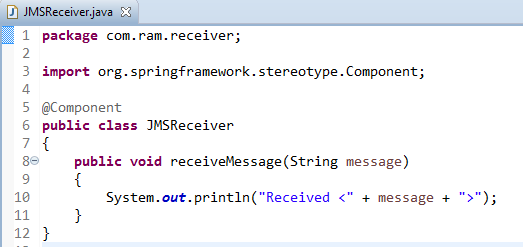 JMSReceiver.java
1 package com.ram.receiver;
2
3 import org.springframework.stereotype.Component;
4
5 @Component
6 public class JMSReceiver
7 {
8 public void receiveMessage(String message)
9 {
10 System.out.println("Received <" + message + ">");
11 }
12 }